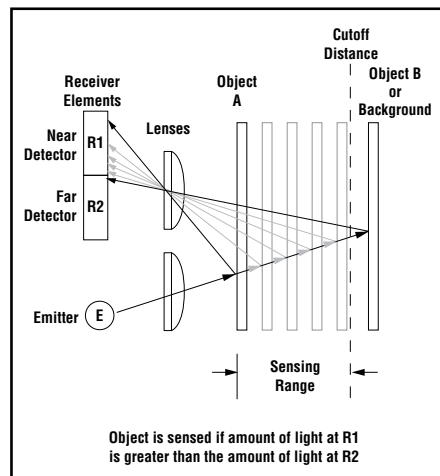 Cutoff
Distance
Receiver
Elements
Object
A
Object B
or
Background
Lenses
Near
Detector
R1
Far
Detector
R2
Emitter
E
Sensing
Range
Object is sensed if amount of light at R1
is greater than the amount of light at R2